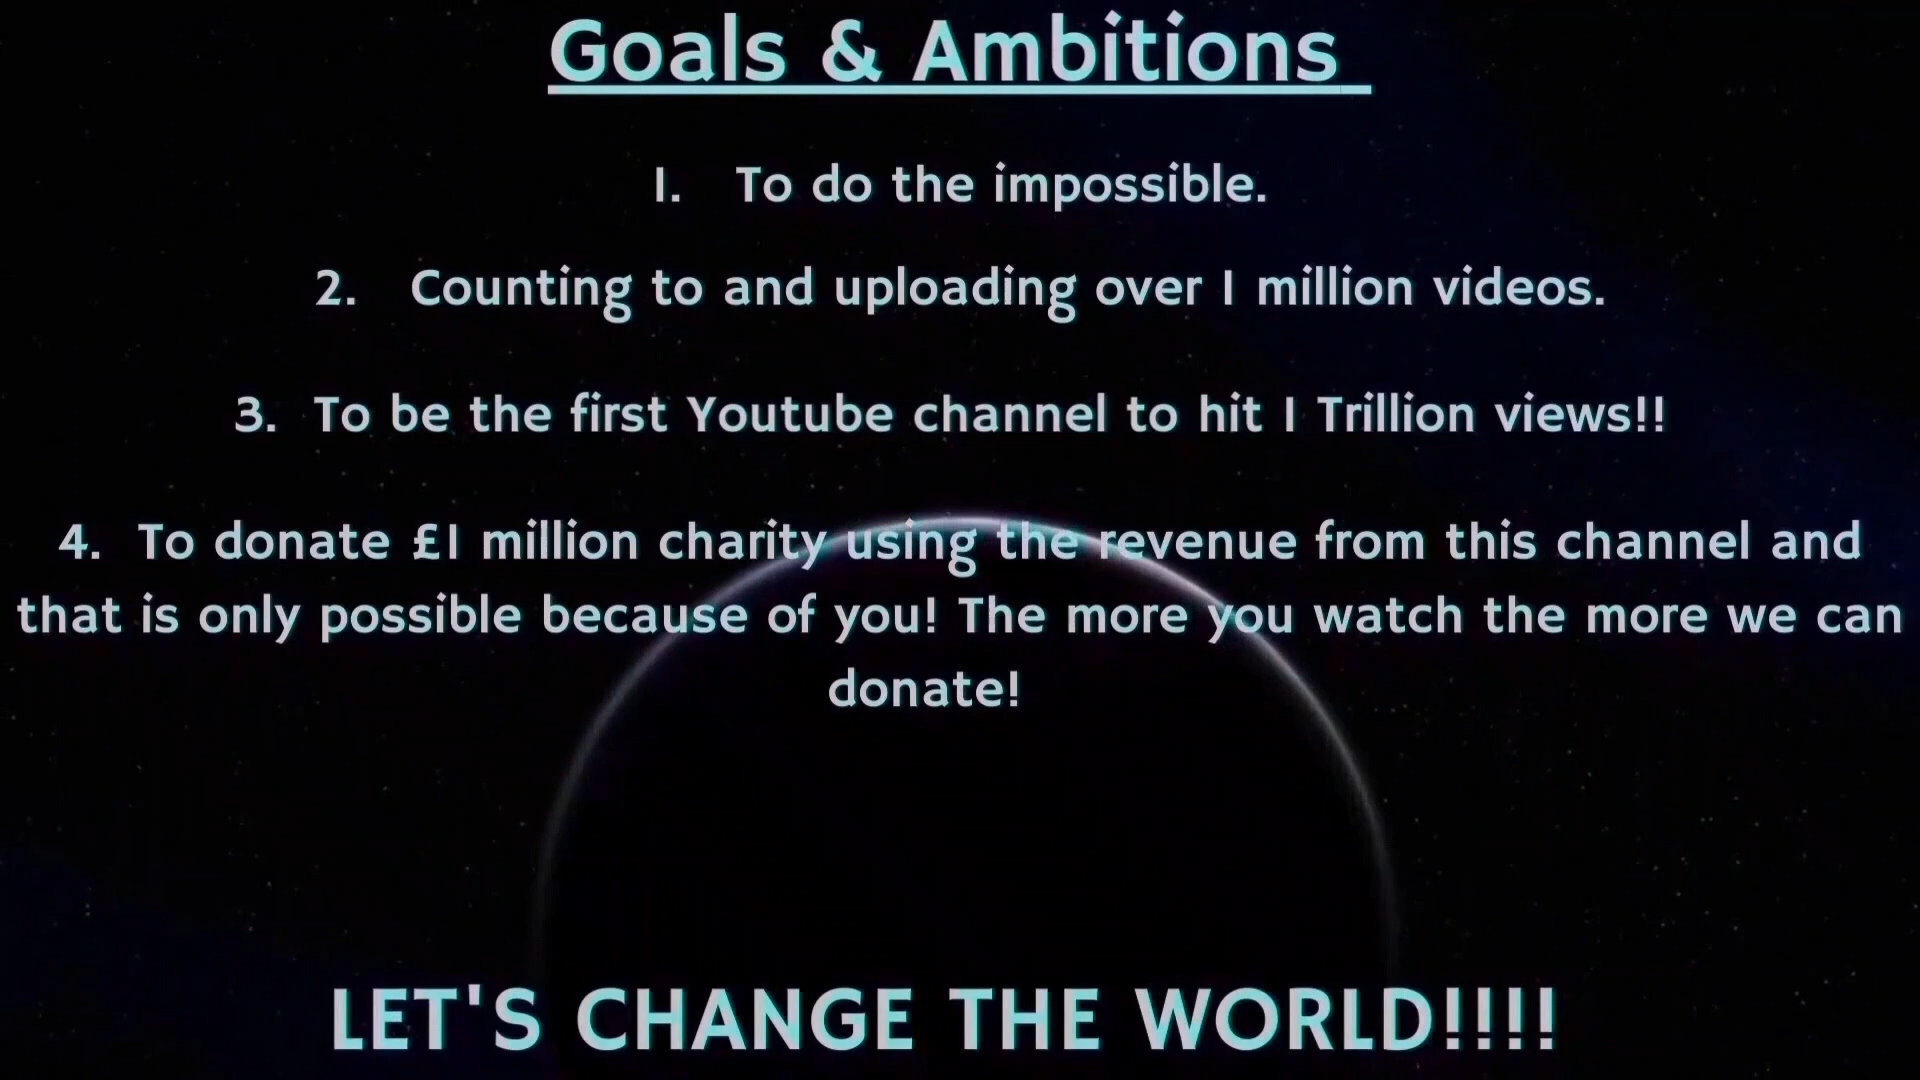 Goals & Ambitions
1. To do the impossible.
2. Counting to and uploading over 1 million videos.
3. To be the first Youtube channel to hit 1 Trillion views!!
4. To donate £1 million charity using the revenue from this channel and
that is only possible because of you! The more you watch the more we can
donate!
LET'S CHANGE THE WORLD!!!!